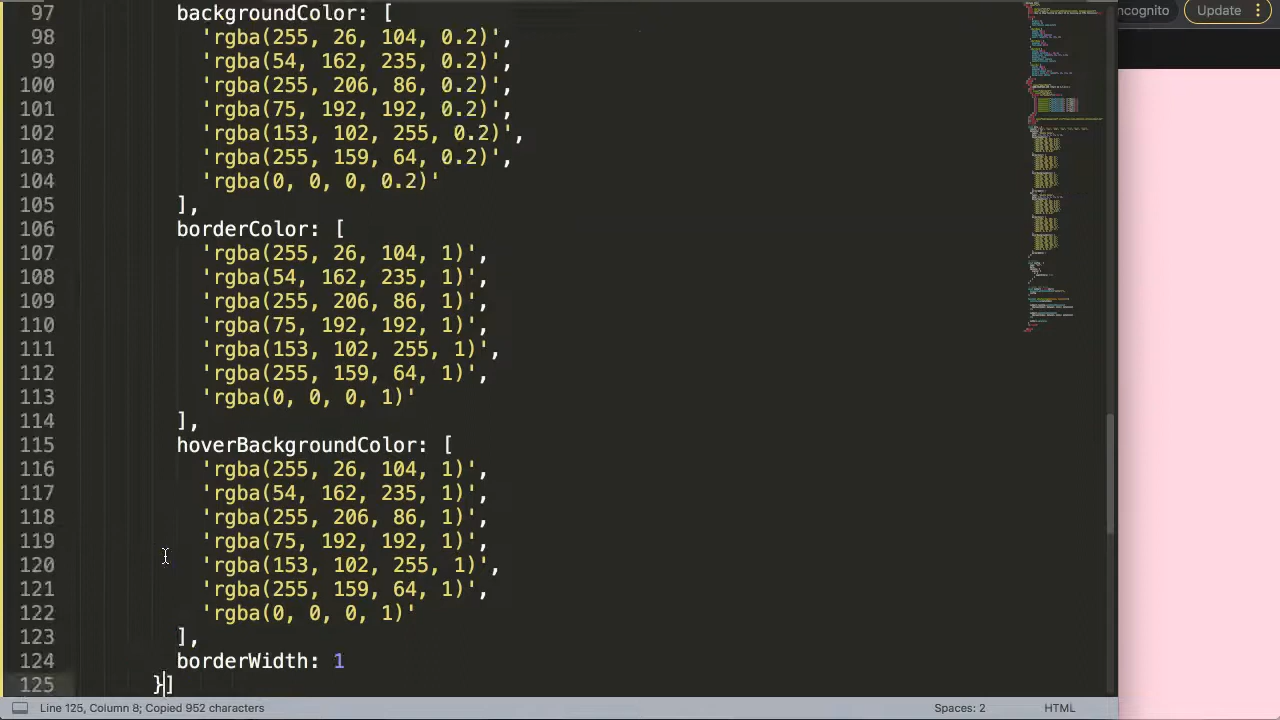 97 backgroundColor: [
98 'rgba(255, 26, 104, 0.2)',
99 'rgba(54, 162, 235, 0.2)',
100 'rgba(255, 206, 86, 0.2)',
101 'rgba(75, 192, 192, 0.2)',
102 'rgba(153, 102, 255, 0.2)',
103 'rgba(255, 159, 64, 0.2)',
104 'rgba(0, 0, 0, 0.2)'
105 ],
106 borderColor: [
107 'rgba(255, 26, 104, 1)',
108 'rgba(54, 162, 235, 1)',
109 'rgba(255, 206, 86, 1)',
110 'rgba(75, 192, 192, 1)',
111 'rgba(153, 102, 255, 1)',
112 'rgba(255, 159, 64, 1)',
113 'rgba(0, 0, 0, 1)'
114 ],
115 hoverBackgroundColor: [
116 'rgba(255, 26, 104, 1)',
117 'rgba(54, 162, 235, 1)',
118 'rgba(255, 206, 86, 1)',
119 'rgba(75, 192, 192, 1)',
120 'rgba(153, 102, 255, 1)',
121 'rgba(255, 159, 64, 1)',
122 'rgba(0, 0, 0, 1)'
123 ],
124 borderWidth: 1
125 }]
Line 125, Column 8; Copied 952 characters
Spaces: 2
HTML
cognito
Update